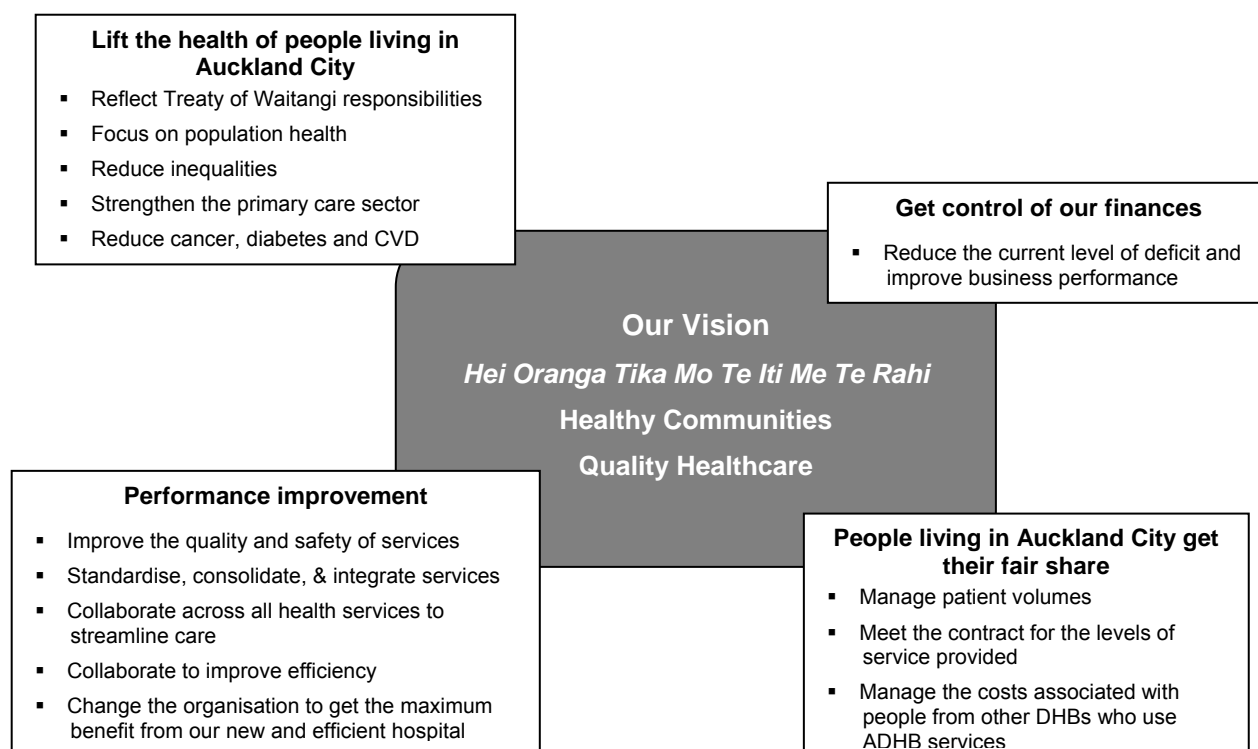 Lift the health of people living in
Auckland City
▪ Reflect Treaty of Waitangi responsibilities
▪ Focus on population health
▪ Reduce inequalities
▪ Strengthen the primary care sector
▪ Reduce cancer, diabetes and CVD
Get control of our finances
▪ Reduce the current level of deficit and
improve business performance
Our Vision
Hei Oranga Tika Mo Te Iti Me Te Rahi
Healthy Communities
Quality Healthcare
Performance improvement
▪ Improve the quality and safety of services
▪ Standardise, consolidate, & integrate services
▪ Collaborate across all health services to
streamline care
▪ Collaborate to improve efficiency
▪ Change the organisation to get the maximum
benefit from our new and efficient hospital
People living in Auckland City get
their fair share
▪ Manage patient volumes
▪ Meet the contract for the levels of
service provided
▪ Manage the costs associated with
people from other DHBs who use
ADHB services